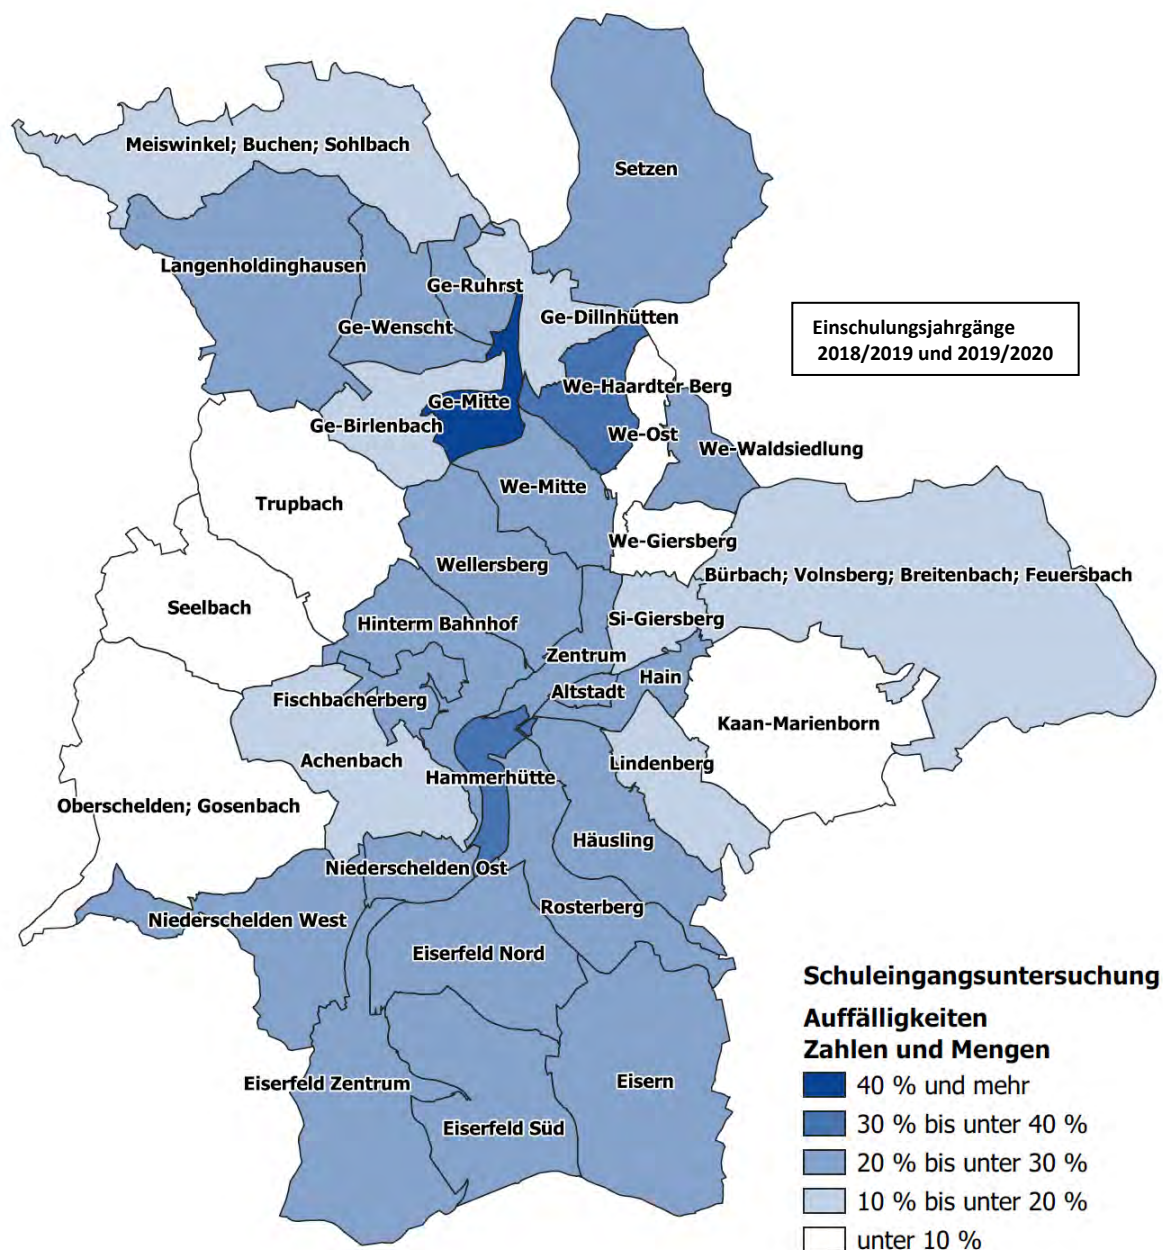 Meiswinkel; Buchen; Sohlbach
Setzen
Langenholdinghausen
Ge-Ruhrst
Ge-Wenscht
Ge-Dillnhütten
Einschulungsjahrgänge
2018/2019 und 2019/2020
We-Haardter Berg
Ge-Mitte
Ge-Birlenbach
We-Ost
We-Waldsiedlung
We-Mitte
Trupbach
We-Giersberg
Wellersberg
Bürbach; Volnsberg; Breitenbach; Feuersbach
Seelbach
Hinterm Bahnhof
Si-Giersberg
Zentrum
Hain
Altstadt
Fischbacherberg
Kaan-Marienborn
Achenbach
Lindenberg
Hammerhütte
Oberschelden; Gosenbach
Häusling
Niederschelden Ost
Rosterberg
Niederschelden West
Eiserfeld Nord
Eiserfeld Zentrum
Eisern
Eiserfeld Süd
Schuleingangsuntersuchung
Auffälligkeiten
Zahlen und Mengen
40 % und mehr
30 % bis unter 40 %
20 % bis unter 30 %
10 % bis unter 20 %
unter 10 %